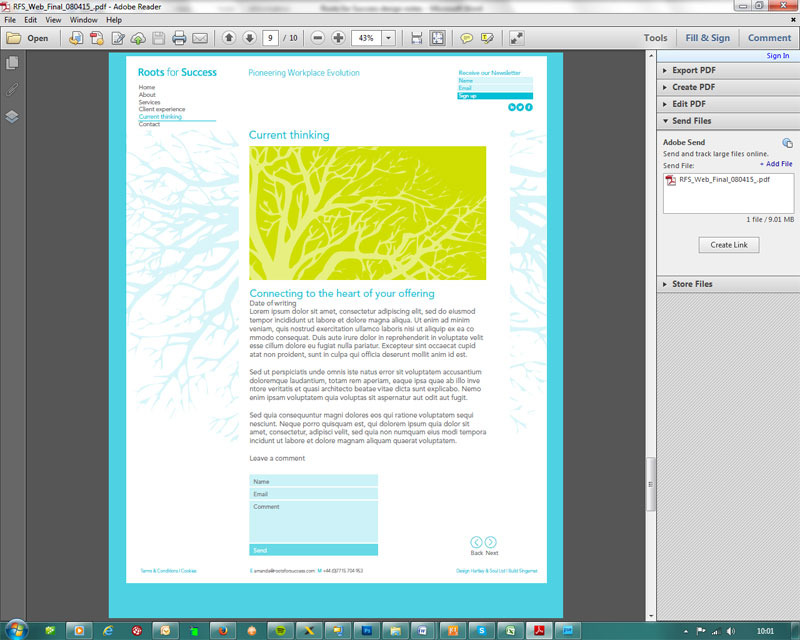 RFS_Web_Final_080415_.pdf - Adobe Reader
File Edit View Window Help
Open
9 / 10
43%
Tools Fill & Sign Comment
Sign In
Export PDF
Create PDF
Edit PDF
Send Files
Adobe Send
Send and track large files online.
Send File:
+ Add File
RFS_Web_Final_080415_.pdf
1 file / 9.01 MB
Create Link
Store Files
Roots for Success
Pioneering Workplace Evolution
Receive our Newsletter
Name
Email
Sign up
Home
About
Services
Client experience
Current thinking
Contact
Current thinking
Connecting to the heart of your offering
Date of writing
Lorem ipsum dolor sit amet, consectetur adipiscing elit, sed do eiusmod
tempor incididunt ut labore et dolore magna aliqua. Ut enim ad minim
veniam, quis nostrud exercitation ullamco laboris nisi ut aliquip ex ea co
mmodo consequat. Duis aute irure dolor in reprehenderit in voluptate velit
esse cillum dolore eu fugiat nulla pariatur. Excepteur sint occaecat cupid
atat non proident, sunt in culpa qui officia deserunt mollit anim id est.
Sed ut perspiciatis unde omnis iste natus error sit voluptatem accusantium
doloremque laudantium, totam rem aperiam, eaque ipsa quae ab illo inve
ntore veritatis et quasi architecto beatae vitae dicta sunt explicabo. Nemo
enim ipsam voluptatem quia voluptas sit aspernatur aut odit aut fugit.
Sed quia consequuntur magni dolores eos qui ratione voluptatem sequi
nesciunt. Neque porro quisquam est, qui dolorem ipsum quia dolor sit
amet, consectetur, adipisci velit, sed quia non numquam eius modi tempora
incidunt ut labore et dolore magnam aliquam quaerat voluptatem.
Leave a comment
Name
Email
Comment
Send
Back Next
Terms & Conditions | Cookies
E amanda@rootsforsuccess.com M +44 (0)7715 704 163
Design Hartley & Soul Ltd | Build Singernet
10:01